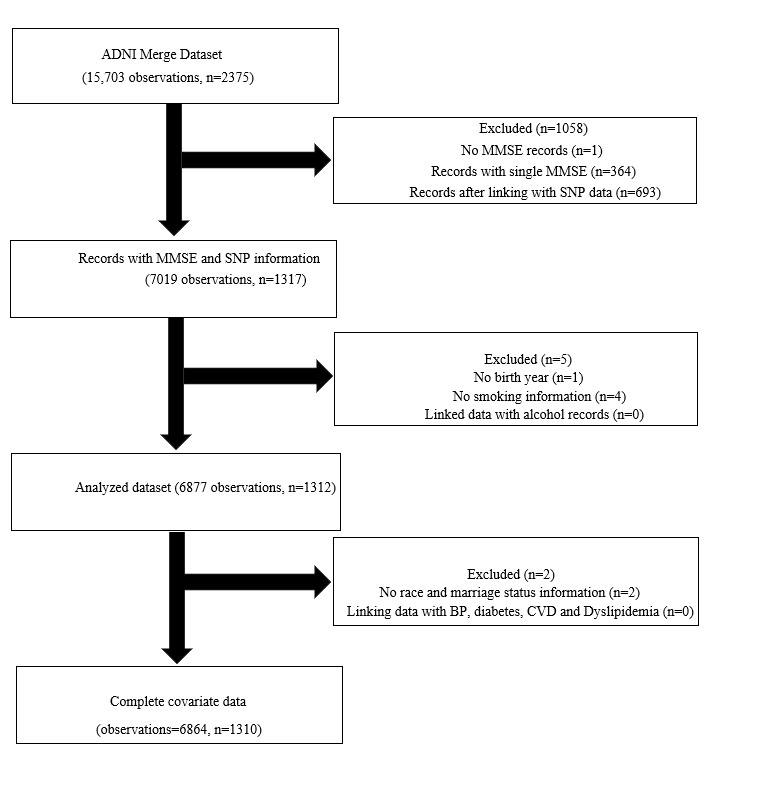 ADNI Merge Dataset
(15,703 observations, n=2375)
Excluded (n=1058)
No MMSE records (n=1)
Records with single MMSE (n=364)
Records after linking with SNP data (n=693)
Records with MMSE and SNP information
(7019 observations, n=1317)
Excluded (n=5)
No birth year (n=1)
No smoking information (n=4)
Linked data with alcohol records (n=0)
Analyzed dataset (6877 observations, n=1312)
Excluded (n=2)
No race and marriage status information (n=2)
Linking data with BP, diabetes, CVD and Dyslipidemia (n=0)
Complete covariate data
(observations=6864, n=1310)